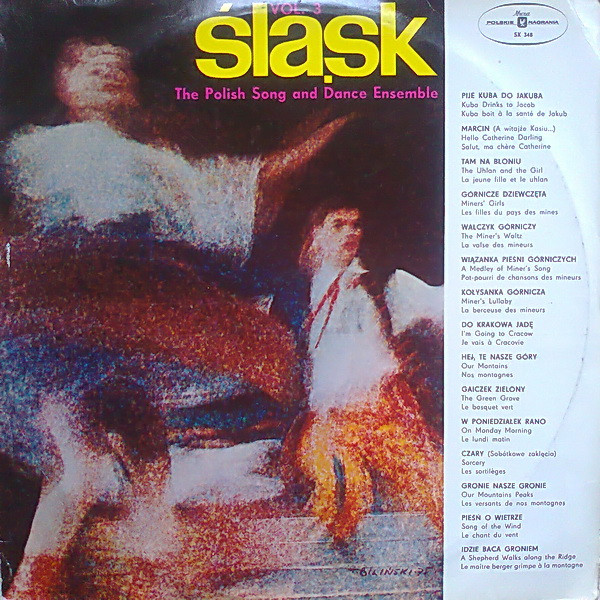 VOL. 3
śląsk
The Polish Song and Dance Ensemble
Muza
POLSKIE NAGRANIA
SX 348
PIJE KUBA DO JAKUBA
Kuba Drinks to Jacob
Kuba boit à la santé de Jakub
MARCIN (A witajże Kasiu...)
Hello Catherine Darling
Salut, ma chère Catherine
TAM NA BŁONIU
The Uhlan and the Girl
La jeune fille et le uhlan
GÓRNICZE DZIEWCZĘTA
Miners' Girls
Les filles du pays des mines
WALCZYK GÓRNICZY
The Miner's Waltz
La valse des mineurs
WIĄZANKA PIEŚNI GÓRNICZYCH
A Medley of Miner's Song
Pot-pourri de chansons des mineurs
KOŁYSANKA GÓRNICZA
Miner's Lullaby
La berceuse des mineurs
DO KRAKOWA JADĘ
I'm Going to Cracow
Je vais à Cracovie
HEJ, TE NASZE GÓRY
Our Montains
Nos montagnes
GAICZEK ZIELONY
The Green Grove
Le bosquet vert
W PONIEDZIAŁEK RANO
On Monday Morning
Le lundi matin
CZARY (Sobótkowe zaklęcia)
Sorcery
Les sortilèges
GRONIE NASZE GRONIE
Our Mountains Peaks
Les versants de nos montagnes
PIEŚŃ O WIETRZE
Song of the Wind
Le chant du vent
IDZIE BACA GRONIEM
A Shepherd Walks along the Ridge
Le maître berger grimpe à la montagne
BILIŃSKI-75